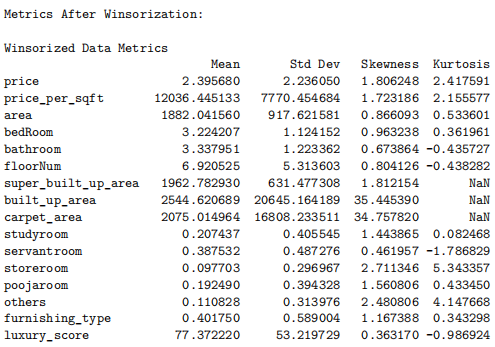 Metrics After Winsorization:
Winsorized Data Metrics
Mean Std Dev Skewness Kurtosis
price 2.395680 2.236050 1.806248 2.417591
price_per_sqft 12036.445133 7770.454684 1.723186 2.155577
area 1882.041560 917.621581 0.866093 0.533601
bedRoom 3.224207 1.124152 0.963238 0.361961
bathroom 3.337951 1.223362 0.673864 -0.435727
floorNum 6.920525 5.313603 0.804126 -0.438282
super_built_up_area 1962.782930 631.477308 1.812154 NaN
built_up_area 2544.620689 20645.164189 35.445390 NaN
carpet_area 2075.014964 16808.233511 34.757820 NaN
studyroom 0.207437 0.405545 1.443865 0.082468
servantroom 0.387532 0.487276 0.461957 -1.786829
storeroom 0.097703 0.296967 2.711346 5.343357
poojaroom 0.192490 0.394328 1.560806 0.433450
others 0.110828 0.313976 2.480806 4.147668
furnishing_type 0.401750 0.589004 1.167388 0.343298
luxury_score 77.372220 53.219729 0.363170 -0.986924